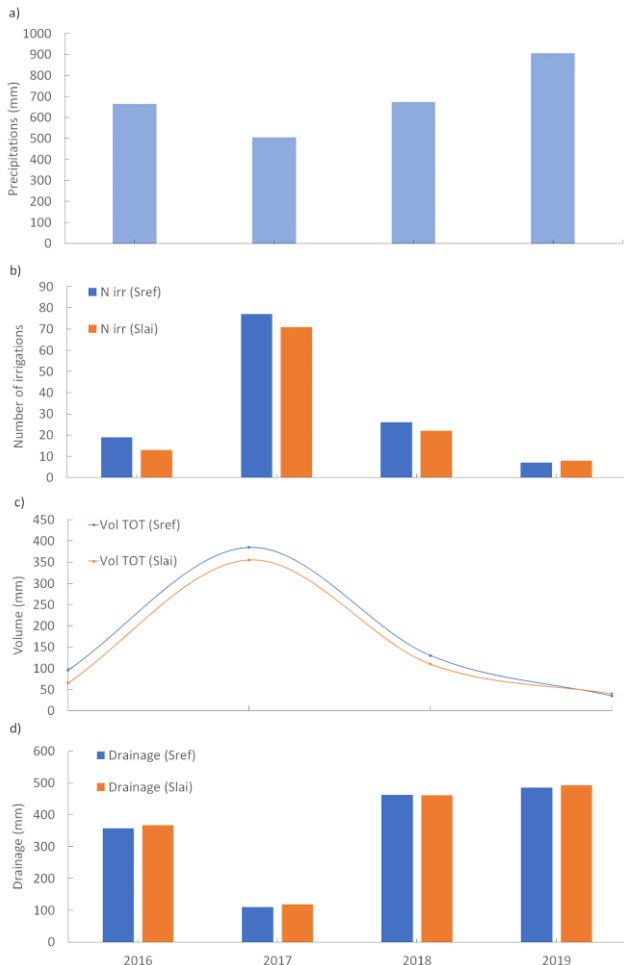 a)
Precipitations (mm)
1000
900
800
700
600
500
400
300
200
100
0
b)
Number of irrigations
90
80
70
60
50
40
30
20
10
0
N irr (Sref)
N irr (Slai)
c)
Volume (mm)
450
400
350
300
250
200
150
100
50
0
Vol TOT (Sref)
Vol TOT (Slai)
d)
Drainage (mm)
600
500
400
300
200
100
0
Drainage (Sref)
Drainage (Slai)
2016 2017 2018 2019